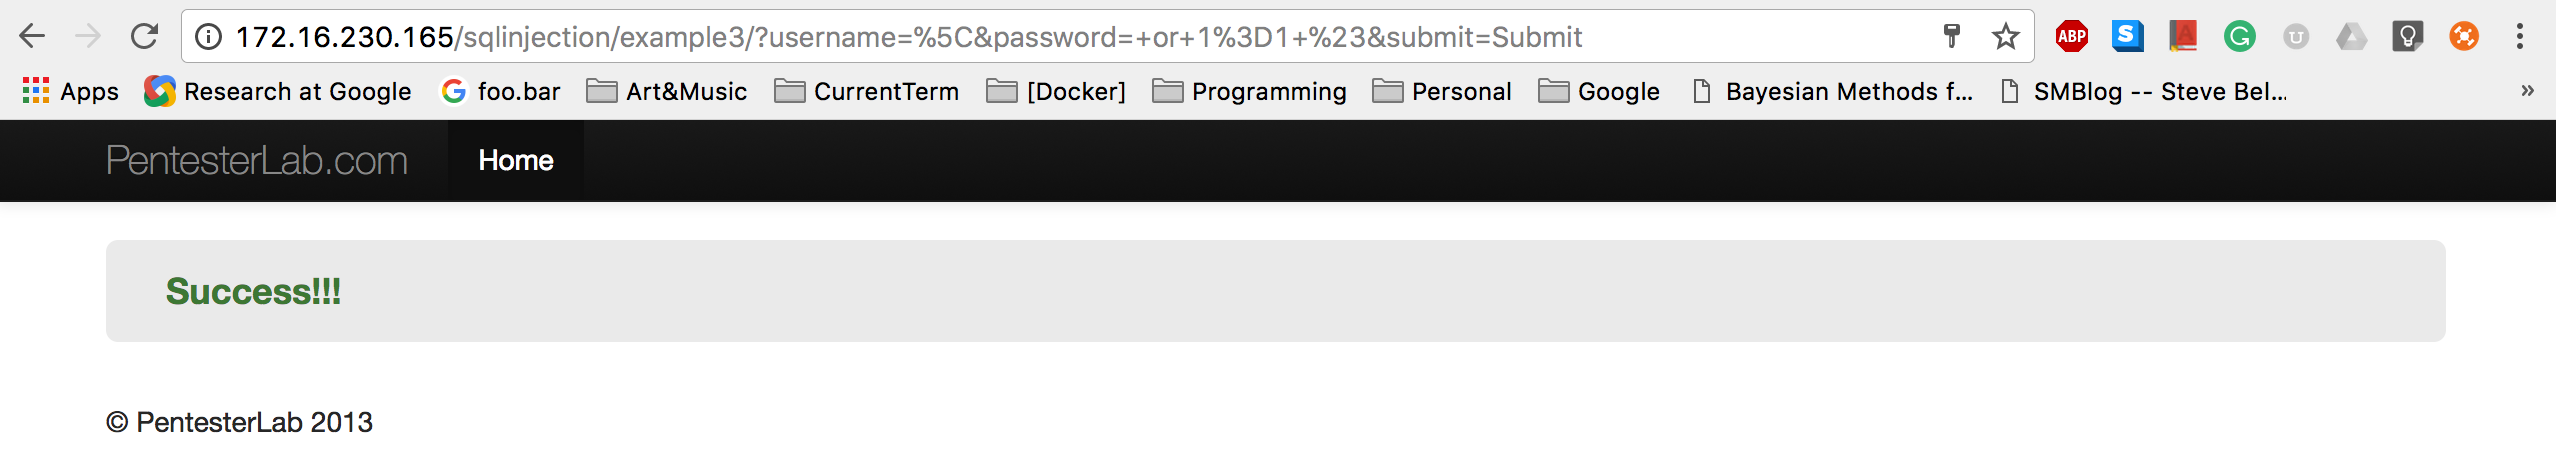 172.16.230.165/sqlinjection/example3/?username=%5C&password=+or+1%3D1+%23&submit=Submit ABP S A G U
Apps Research at Google G foo.bar Art&Music CurrentTerm [Docker] Programming Personal Google Bayesian Methods f... SMBlog -- Steve Bel... »
PentesterLab.com Home
Success!!!
© PentesterLab 2013